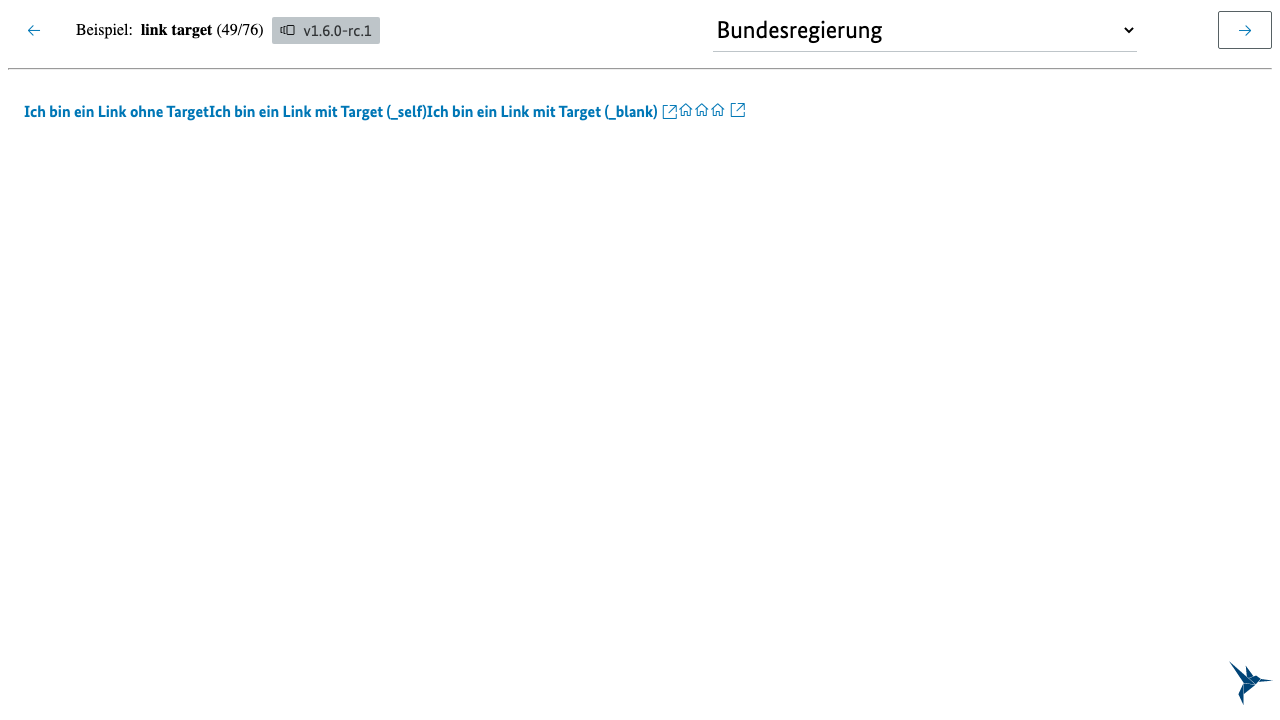 Beispiel: link target (49/76) v1.6.0-rc.1 Bundesregierung
Ich bin ein Link ohne TargetIch bin ein Link mit Target (_self)Ich bin ein Link mit Target (_blank)